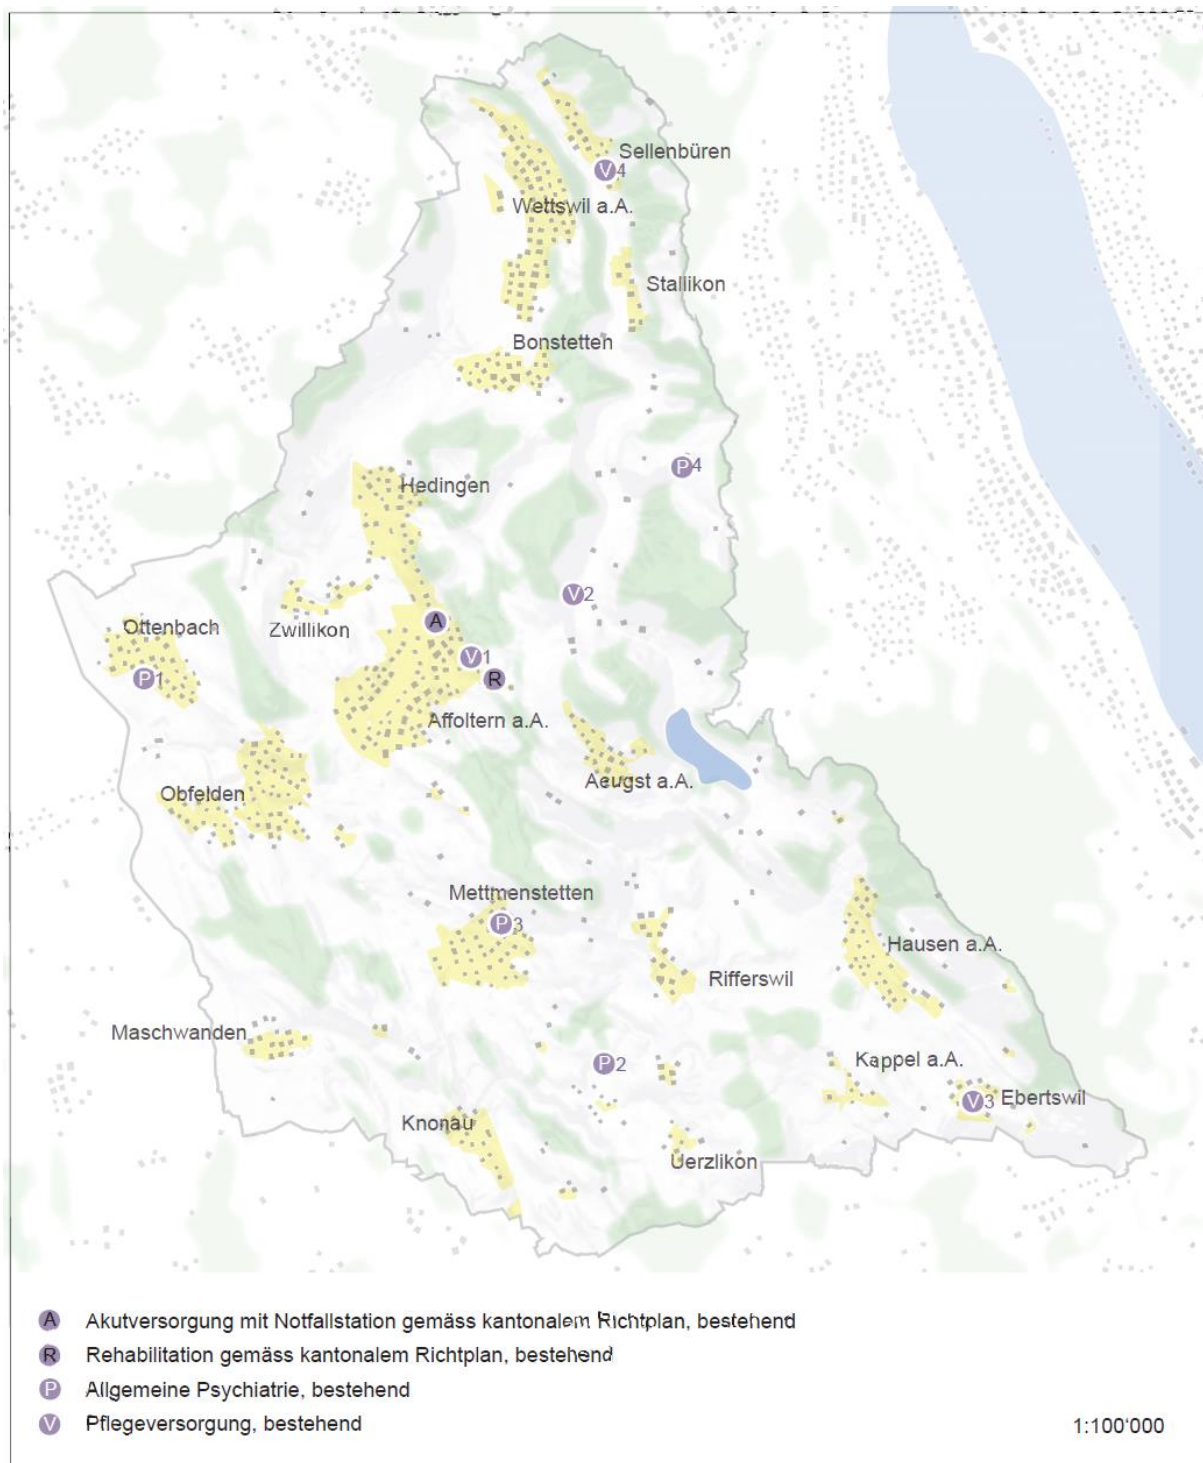 Sellenbüren
V4
Wettswil a.A.
Stallikon
Bonstetten
P4
Hedingen
V2
A
Ottenbach
Zwillikon
V1
P1
R
Affoltern a.A.
Aeugst a.A.
Obfelden
Mettmenstetten
P3
Hausen a.A.
Rifferswil
Maschwanden
Kappel a.A.
P2
V3 Ebertswil
Knonau
Uerzlikon
A Akutversorgung mit Notfallstation gemäss kantonalem Richtplan, bestehend
R Rehabilitation gemäss kantonalem Richtplan, bestehend
P Allgemeine Psychiatrie, bestehend
V Pflegeversorgung, bestehend
1:100'000